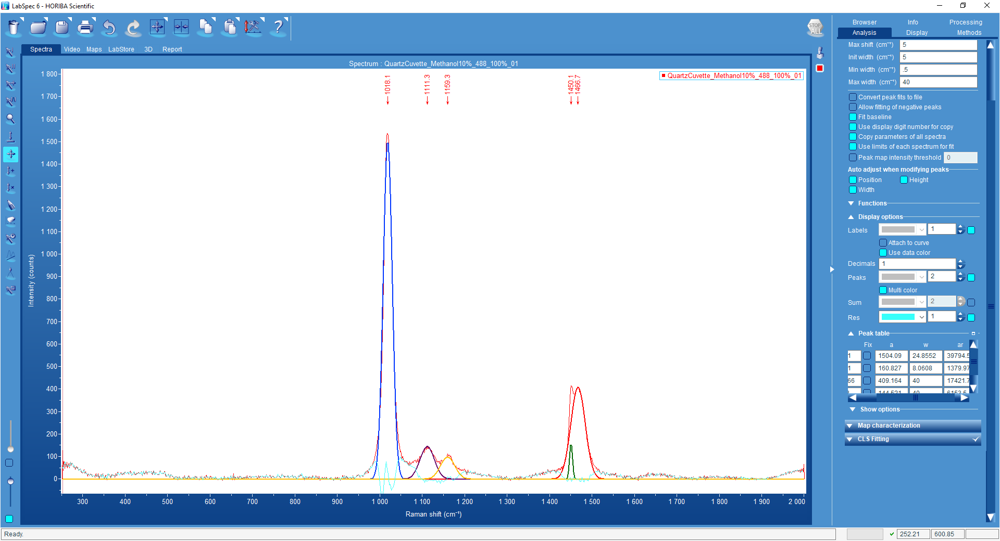 LabSpec 6 - HORIBA Scientific
STOP
ALL
Browser Info Processing
Analysis Display Methods
Spectra Video Maps LabStore 3D Report
Spectrum : QuartzCuvette_Methanol10%_488_100%_01
QuartzCuvette_Methanol10%_488_100%_01
1018.1
1111.3
1159.3
1450.1
1466.7
Intensity (counts)
1 800
1 700
1 600
1 500
1 400
1 300
1 200
1 100
1 000
900
800
700
600
500
400
300
200
100
0
300 400 500 600 700 800 900 1 000 1 100 1 200 1 300 1 400 1 500 1 600 1 700 1 800 1 900 2 000
Raman shift (cm⁻¹)
Max shift (cm⁻¹) 5
Init width (cm⁻¹) 5
Min width (cm⁻¹) .5
Max width (cm⁻¹) 40
Convert peak fits to file
Allow fitting of negative peaks
Fit baseline
Use display digit number for copy
Copy parameters of all spectra
Use limits of each spectrum for fit
Peak map intensity threshold 0
Auto adjust when modifying peaks
Position Height
Width
Functions
Display options
Labels 1
Attach to curve
Use data color
Decimals 1
Peaks 2
Multi color
Sum 2
Res 1
Peak table
Fix a w ar
1 1504.09 24.8552 39794.5
1 160.827 8.0608 1379.97
66 409.164 40 17421.7
144.521 40 6153.5
Show options
Map characterization
CLS Fitting
Ready.
252.21 600.85